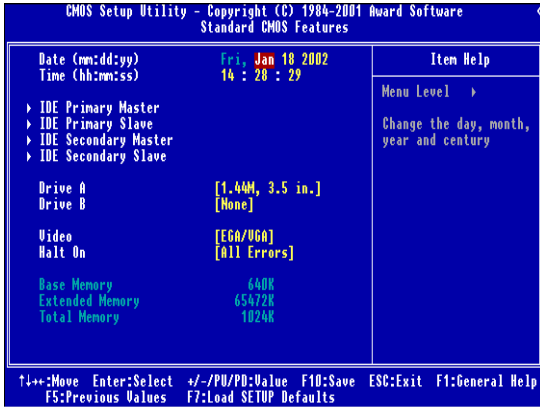 CMOS Setup Utility - Copyright (C) 1984-2001 Award Software
Standard CMOS Features
Date (mm:dd:yy) Fri, Jan 18 2002
Time (hh:mm:ss) 14 : 28 : 29
Item Help
Menu Level ▸
Change the day, month,
year and century
▸ IDE Primary Master
▸ IDE Primary Slave
▸ IDE Secondary Master
▸ IDE Secondary Slave
Drive A [1.44M, 3.5 in.]
Drive B [None]
Video [EGA/VGA]
Halt On [All Errors]
Base Memory 640K
Extended Memory 65472K
Total Memory 1024K
↑↓→←:Move Enter:Select +/-/PU/PD:Value F10:Save ESC:Exit F1:General Help
F5:Previous Values F7:Load SETUP Defaults